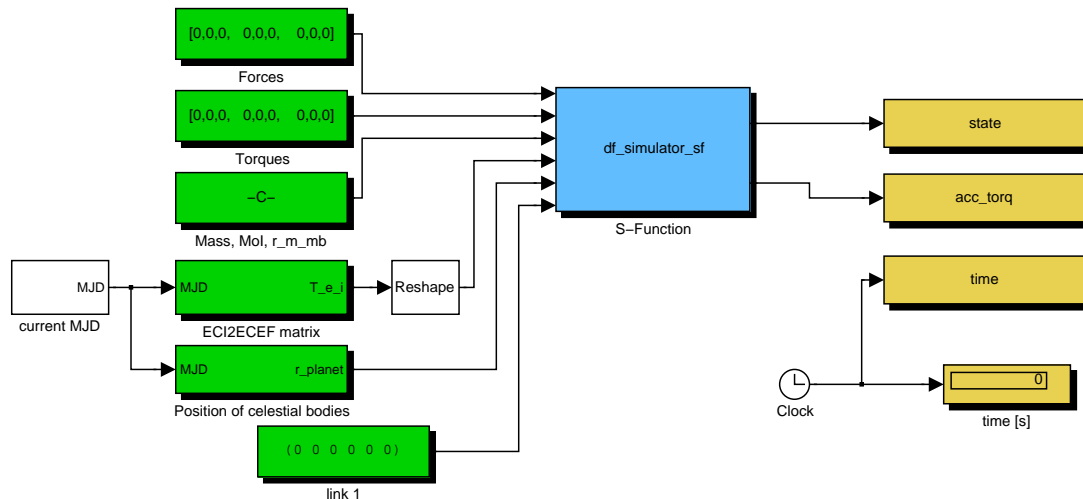 [0,0,0,   0,0,0,    0,0,0]
Forces
[0,0,0,   0,0,0,    0,0,0]
Torques
−C−
Mass, MoI, r_m_mb
MJD
current MJD
MJD
T_e_i
ECI2ECEF matrix
Reshape
MJD
r_planet
Position of celestial bodies
(0  0  0  0  0  0)
link 1
df_simulator_sf
S−Function
state
acc_torq
time
Clock
0
time [s]